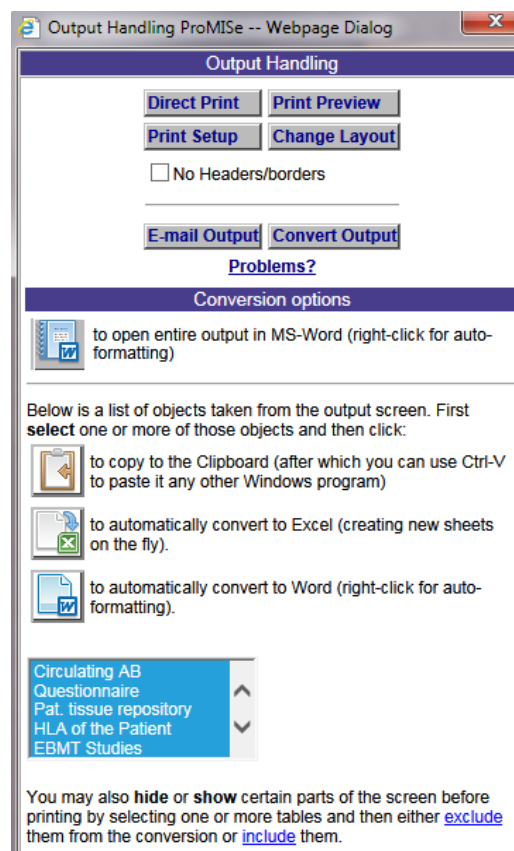 Output Handling ProMISe -- Webpage Dialog
Output Handling
Direct Print Print Preview
Print Setup Change Layout
No Headers/borders
E-mail Output Convert Output
Problems?
Conversion options
to open entire output in MS-Word (right-click for auto-
formatting)
Below is a list of objects taken from the output screen. First
select one or more of those objects and then click:
to copy to the Clipboard (after which you can use Ctrl-V
to paste it any other Windows program)
to automatically convert to Excel (creating new sheets
on the fly).
to automatically convert to Word (right-click for auto-
formatting).
Circulating AB
Questionnaire
Pat. tissue repository
HLA of the Patient
EBMT Studies
You may also hide or show certain parts of the screen before
printing by selecting one or more tables and then either exclude
them from the conversion or include them.